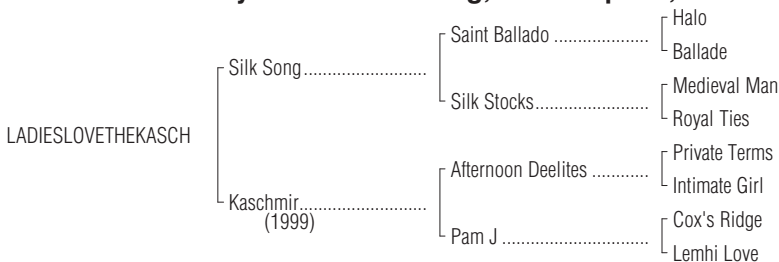 Halo
Saint Ballado ....................
Ballade
Silk Song..........................
Medieval Man
Silk Stocks........................
Royal Ties
LADIESLOVETHEKASCH
Private Terms
Afternoon Deelites ............
Intimate Girl
Kaschmir...........................
(1999)
Cox's Ridge
Pam J ...............................
Lemhi Love